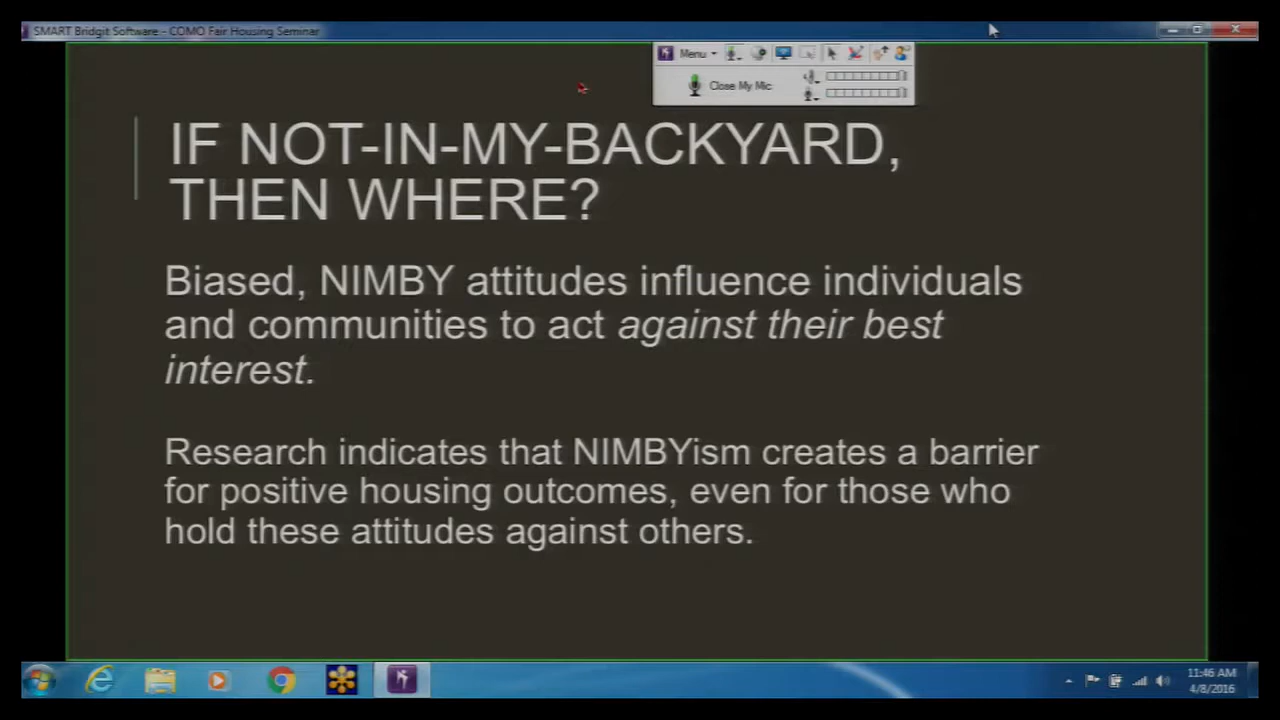 SMART Bridgit Software - COMO Fair Housing Seminar
Menu
Close My Mic
IF NOT-IN-MY-BACKYARD,
THEN WHERE?
Biased, NIMBY attitudes influence individuals
and communities to act against their best
interest.
Research indicates that NIMBYism creates a barrier
for positive housing outcomes, even for those who
hold these attitudes against others.
11:46 AM
4/8/2016